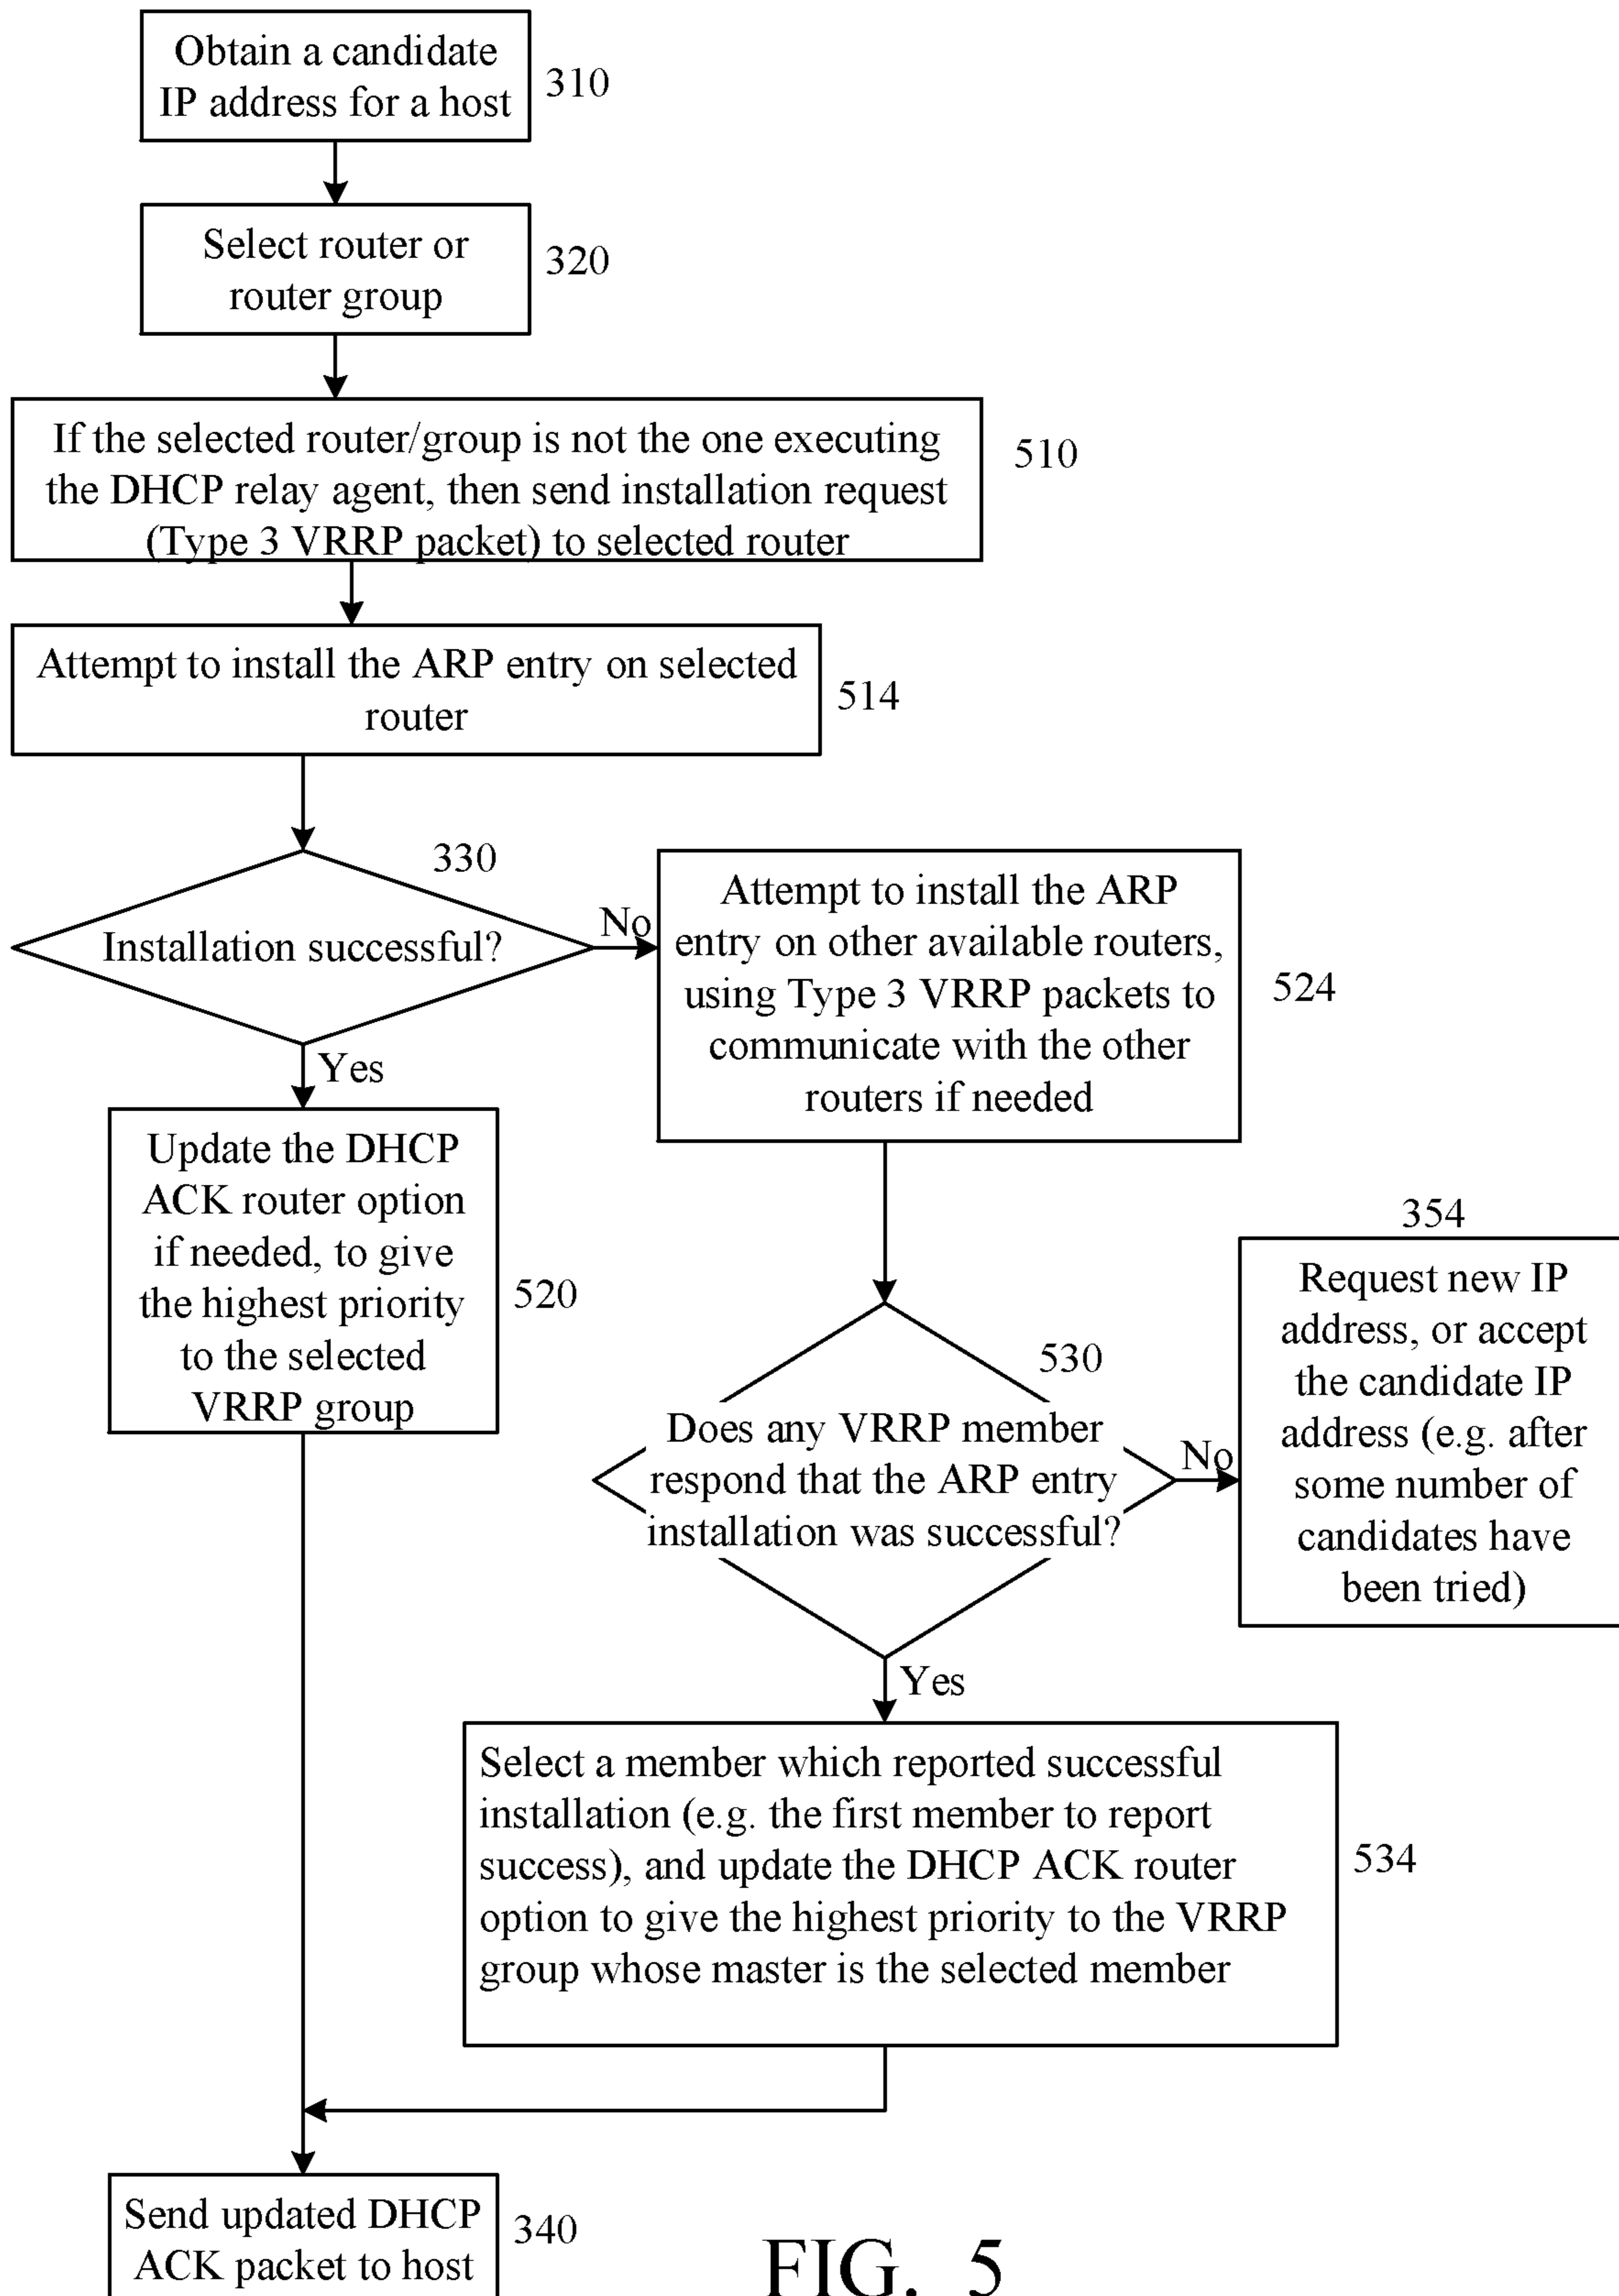 Obtain a candidate
IP address for a host
310
Select router or
router group
320
If the selected router/group is not the one executing
the DHCP relay agent, then send installation request
(Type 3 VRRP packet) to selected router
510
Attempt to install the ARP entry on selected
router
514
330
Installation successful?
No
Yes
Attempt to install the ARP
entry on other available routers,
using Type 3 VRRP packets to
communicate with the other
routers if needed
524
Update the DHCP
ACK router option
if needed, to give
the highest priority
to the selected
VRRP group
520
530
Does any VRRP member
respond that the ARP entry
installation was successful?
No
Yes
354
Request new IP
address, or accept
the candidate IP
address (e.g. after
some number of
candidates have
been tried)
Select a member which reported successful
installation (e.g. the first member to report
success), and update the DHCP ACK router
option to give the highest priority to the VRRP
group whose master is the selected member
534
Send updated DHCP
ACK packet to host
340
FIG. 5